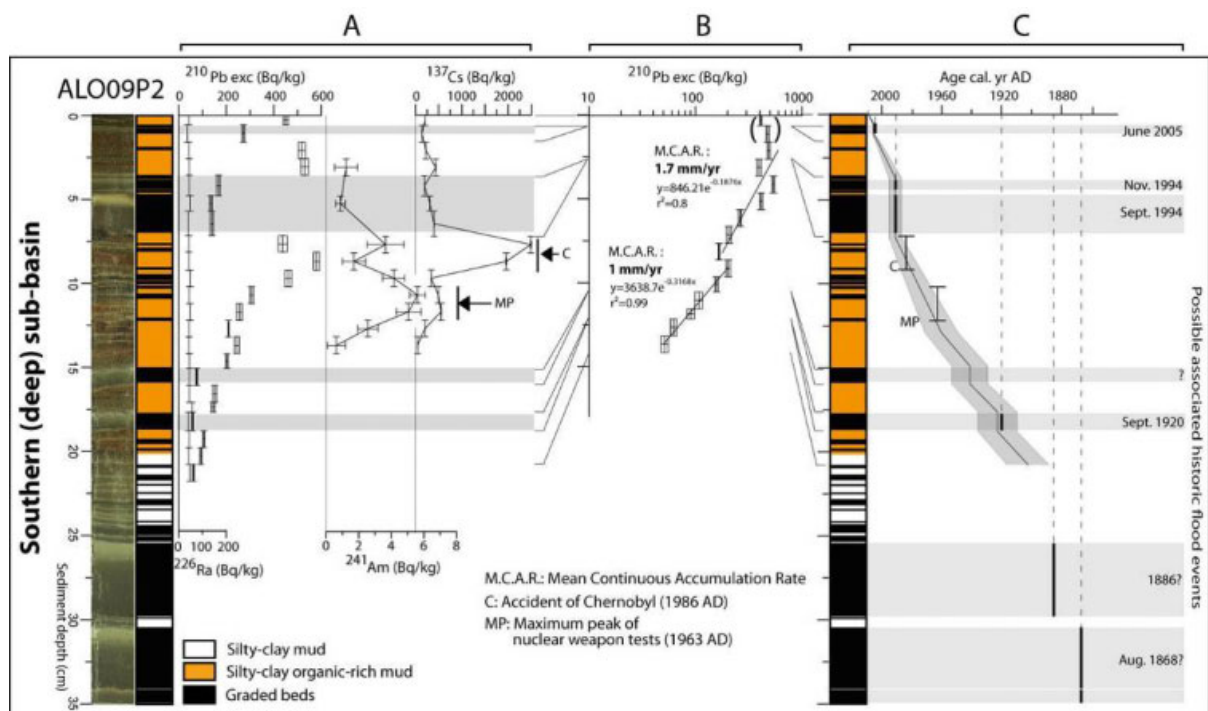 A
B
C
ALO09P2
²¹⁰Pb exc (Bq/kg)
¹³⁷Cs (Bq/kg)
²¹⁰Pb exc (Bq/kg)
Age cal. yr AD
0 200 400 600
0 1000 2000
10 100 1000
2000 1960 1920 1880
Southern (deep) sub-basin
Sediment depth (cm)
0
5
10
15
20
25
30
35
C
MP
M.C.A.R. :
1.7 mm/yr
y=846.21e^-0.1876x
r²=0.8
M.C.A.R.:
1 mm/yr
y=3638.7e^-0.3168x
r²=0.99
( )
0
5
10
15
C
MP
June 2005
Nov. 1994
Sept. 1994
?
Sept. 1920
1886?
Aug. 1868?
Possible associated historic flood events
0 100 200
²²⁶Ra (Bq/kg)
0 2 4 6 8
²⁴¹Am (Bq/kg)
M.C.A.R.: Mean Continuous Accumulation Rate
C: Accident of Chernobyl (1986 AD)
MP: Maximum peak of
nuclear weapon tests (1963 AD)
Silty-clay mud
Silty-clay organic-rich mud
Graded beds